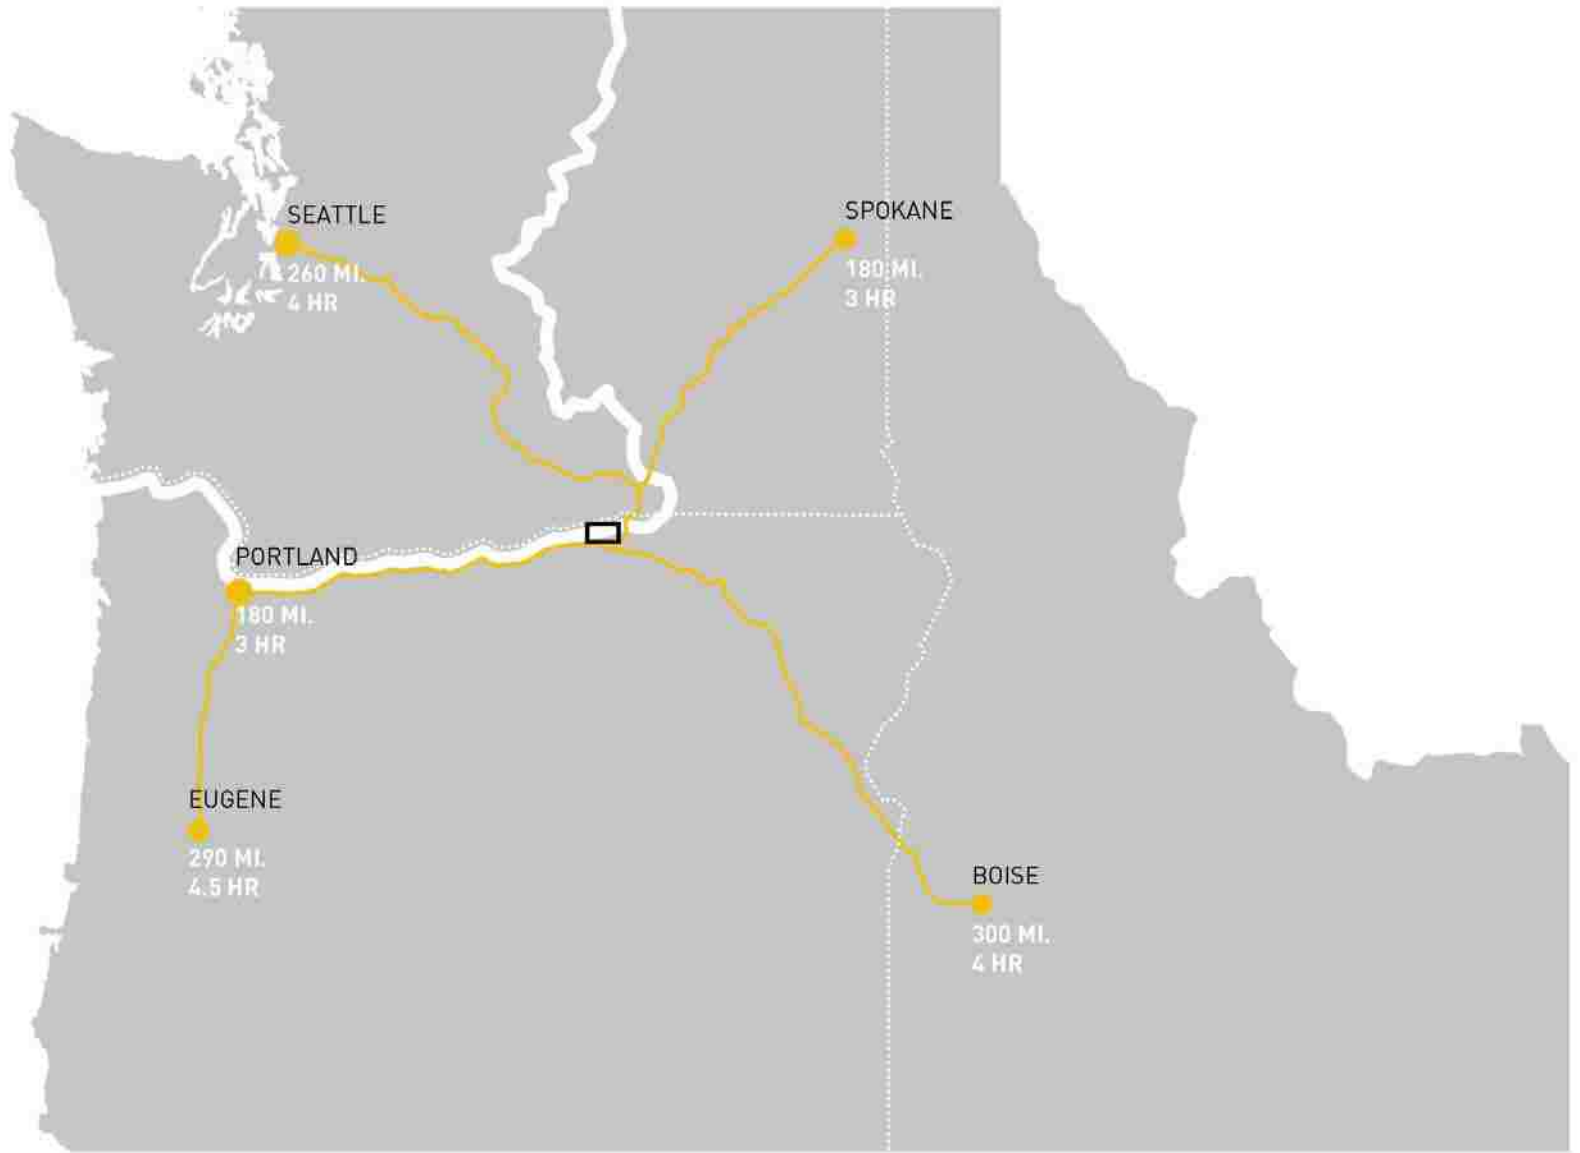 SEATTLE
260 MI.
4 HR
SPOKANE
180 MI.
3 HR
PORTLAND
180 MI.
3 HR
EUGENE
290 MI.
4.5 HR
BOISE
300 MI.
4 HR